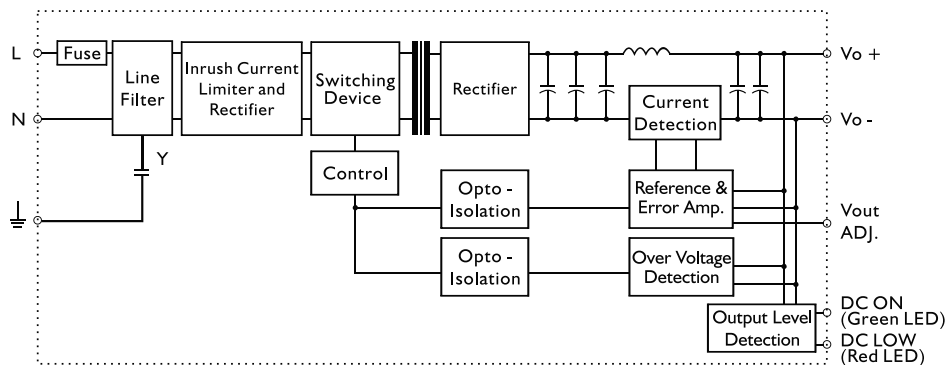 L
Fuse
Line
Filter
Inrush Current
Limiter and
Rectifier
Switching
Device
Rectifier
Current
Detection
Vo +
N
Vo -
Y
Control
Opto -
Isolation
Reference &
Error Amp.
Vout
ADJ.
Opto -
Isolation
Over Voltage
Detection
Output Level
Detection
DC ON
(Green LED)
DC LOW
(Red LED)